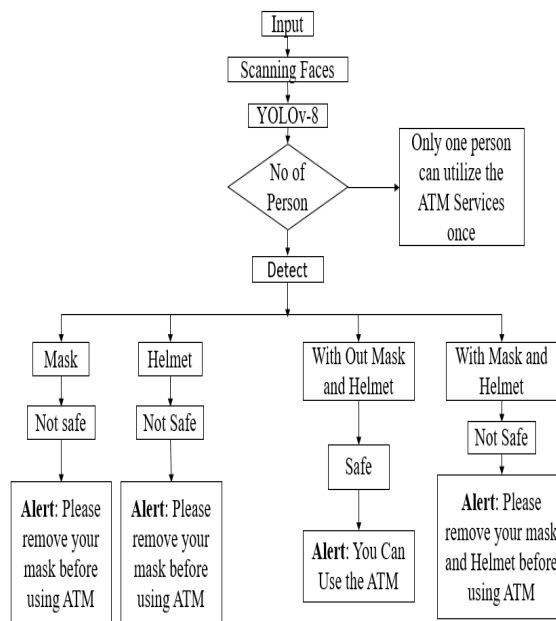 Input
Scanning Faces
YOLOv-8
No of
Person
Only one person
can utilize the
ATM Services
once
Detect
Mask
Not safe
Alert: Please
remove your
mask before
using ATM
Helmet
Not Safe
Alert: Please
remove your
mask before
using ATM
With Out Mask
and Helmet
Safe
Alert: You Can
Use the ATM
With Mask and
Helmet
Not Safe
Alert: Please
remove your mask
and Helmet before
using ATM